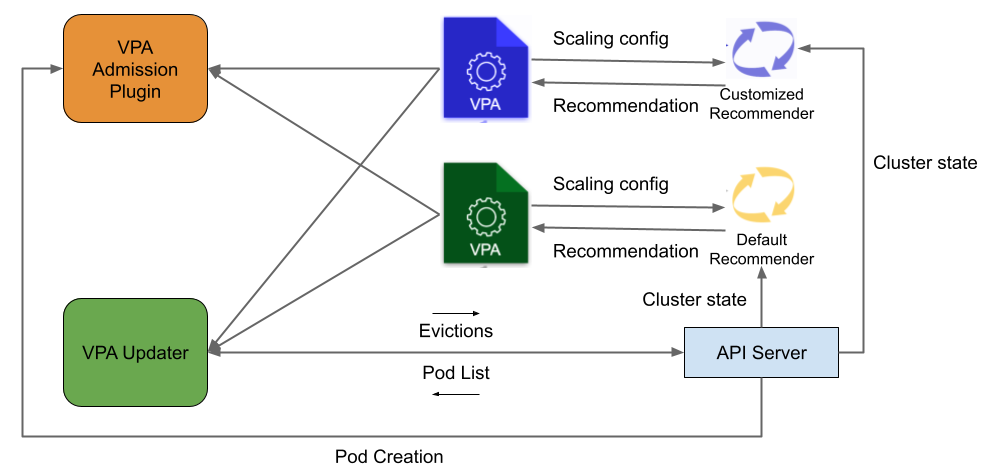 VPA
Admission
Plugin
VPA
Scaling config
Recommendation
Customized
Recommender
Cluster state
VPA
Scaling config
Recommendation
Default
Recommender
Cluster state
VPA Updater
Evictions
Pod List
API Server
Pod Creation